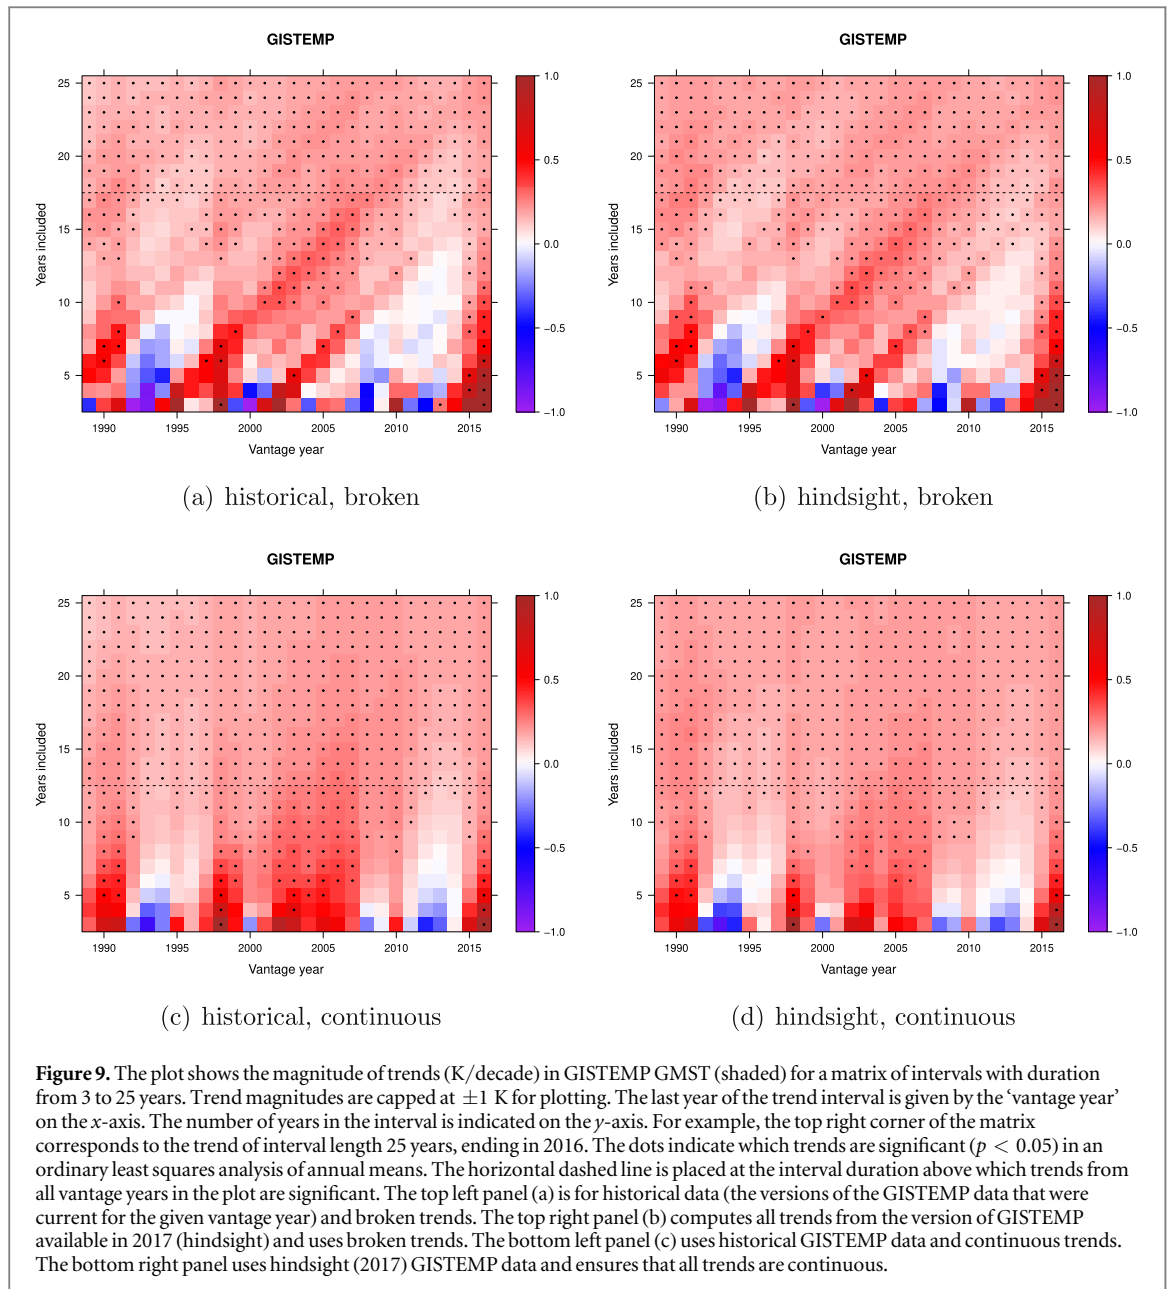 GISTEMP
25
20
15
10
5
Years included
1990
1995
2000
2005
2010
2015
Vantage year
1.0
0.5
0.0
−0.5
−1.0
(a) historical, broken
GISTEMP
25
20
15
10
5
Years included
1990
1995
2000
2005
2010
2015
Vantage year
1.0
0.5
0.0
−0.5
−1.0
(b) hindsight, broken
GISTEMP
25
20
15
10
5
Years included
1990
1995
2000
2005
2010
2015
Vantage year
1.0
0.5
0.0
−0.5
−1.0
(c) historical, continuous
GISTEMP
25
20
15
10
5
Years included
1990
1995
2000
2005
2010
2015
Vantage year
1.0
0.5
0.0
−0.5
−1.0
(d) hindsight, continuous
Figure 9. The plot shows the magnitude of trends (K/decade) in GISTEMP GMST (shaded) for a matrix of intervals with duration
from 3 to 25 years. Trend magnitudes are capped at ±1 K for plotting. The last year of the trend interval is given by the ‘vantage year’
on the x-axis. The number of years in the interval is indicated on the y-axis. For example, the top right corner of the matrix
corresponds to the trend of interval length 25 years, ending in 2016. The dots indicate which trends are significant (p < 0.05) in an
ordinary least squares analysis of annual means. The horizontal dashed line is placed at the interval duration above which trends from
all vantage years in the plot are significant. The top left panel (a) is for historical data (the versions of the GISTEMP data that were
current for the given vantage year) and broken trends. The top right panel (b) computes all trends from the version of GISTEMP
available in 2017 (hindsight) and uses broken trends. The bottom left panel (c) uses historical GISTEMP data and continuous trends.
The bottom right panel uses hindsight (2017) GISTEMP data and ensures that all trends are continuous.